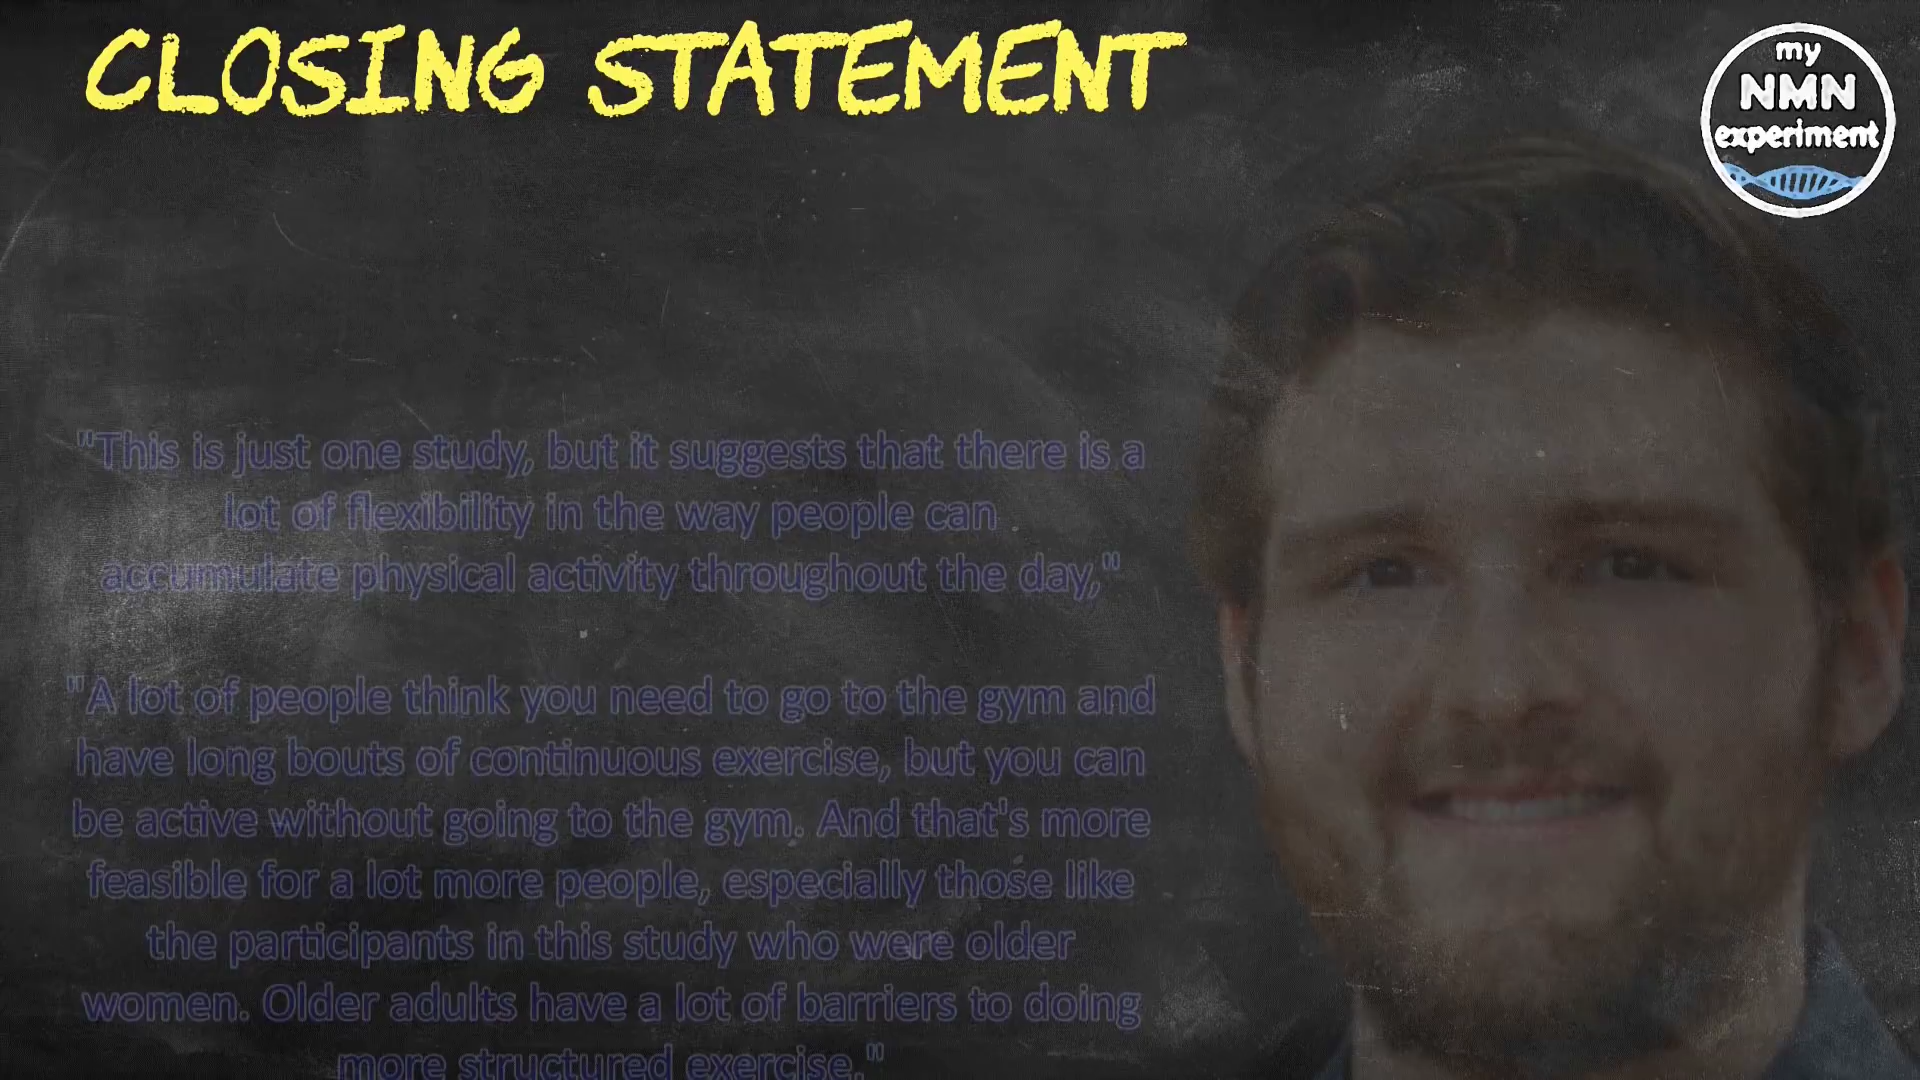 CLOSING STATEMENT
my
NMN
experiment
"This is just one study, but it suggests that there is a
lot of flexibility in the way people can
accumulate physical activity throughout the day,"
"A lot of people think you need to go to the gym and
have long bouts of continuous exercise, but you can
be active without going to the gym. And that's more
feasible for a lot more people, especially those like
the participants in this study who were older
women. Older adults have a lot of barriers to doing
more structured exercise."